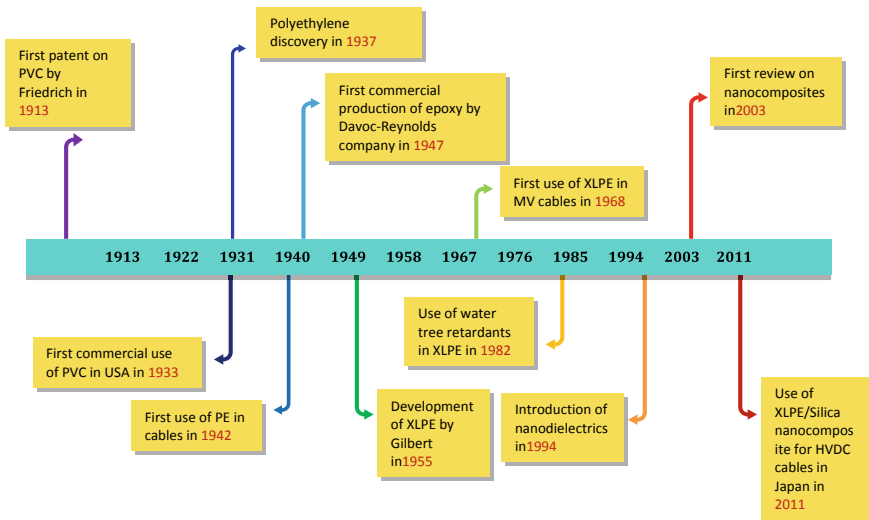 First patent on
PVC by
Friedrich in
1913
Polyethylene
discovery in 1937
First commercial
production of epoxy by
Davoc-Reynolds
company in 1947
First use of XLPE in
MV cables in 1968
First review on
nanocomposites
in2003
1913 1922 1931 1940 1949 1958 1967 1976 1985 1994 2003 2011
First commercial use
of PVC in USA in 1933
First use of PE in
cables in 1942
Development
of XLPE by
Gilbert
in1955
Use of water
tree retardants
in XLPE in 1982
Introduction of
nanodielectrics
in1994
Use of
XLPE/Silica
nanocompos
ite for HVDC
cables in
Japan in
2011